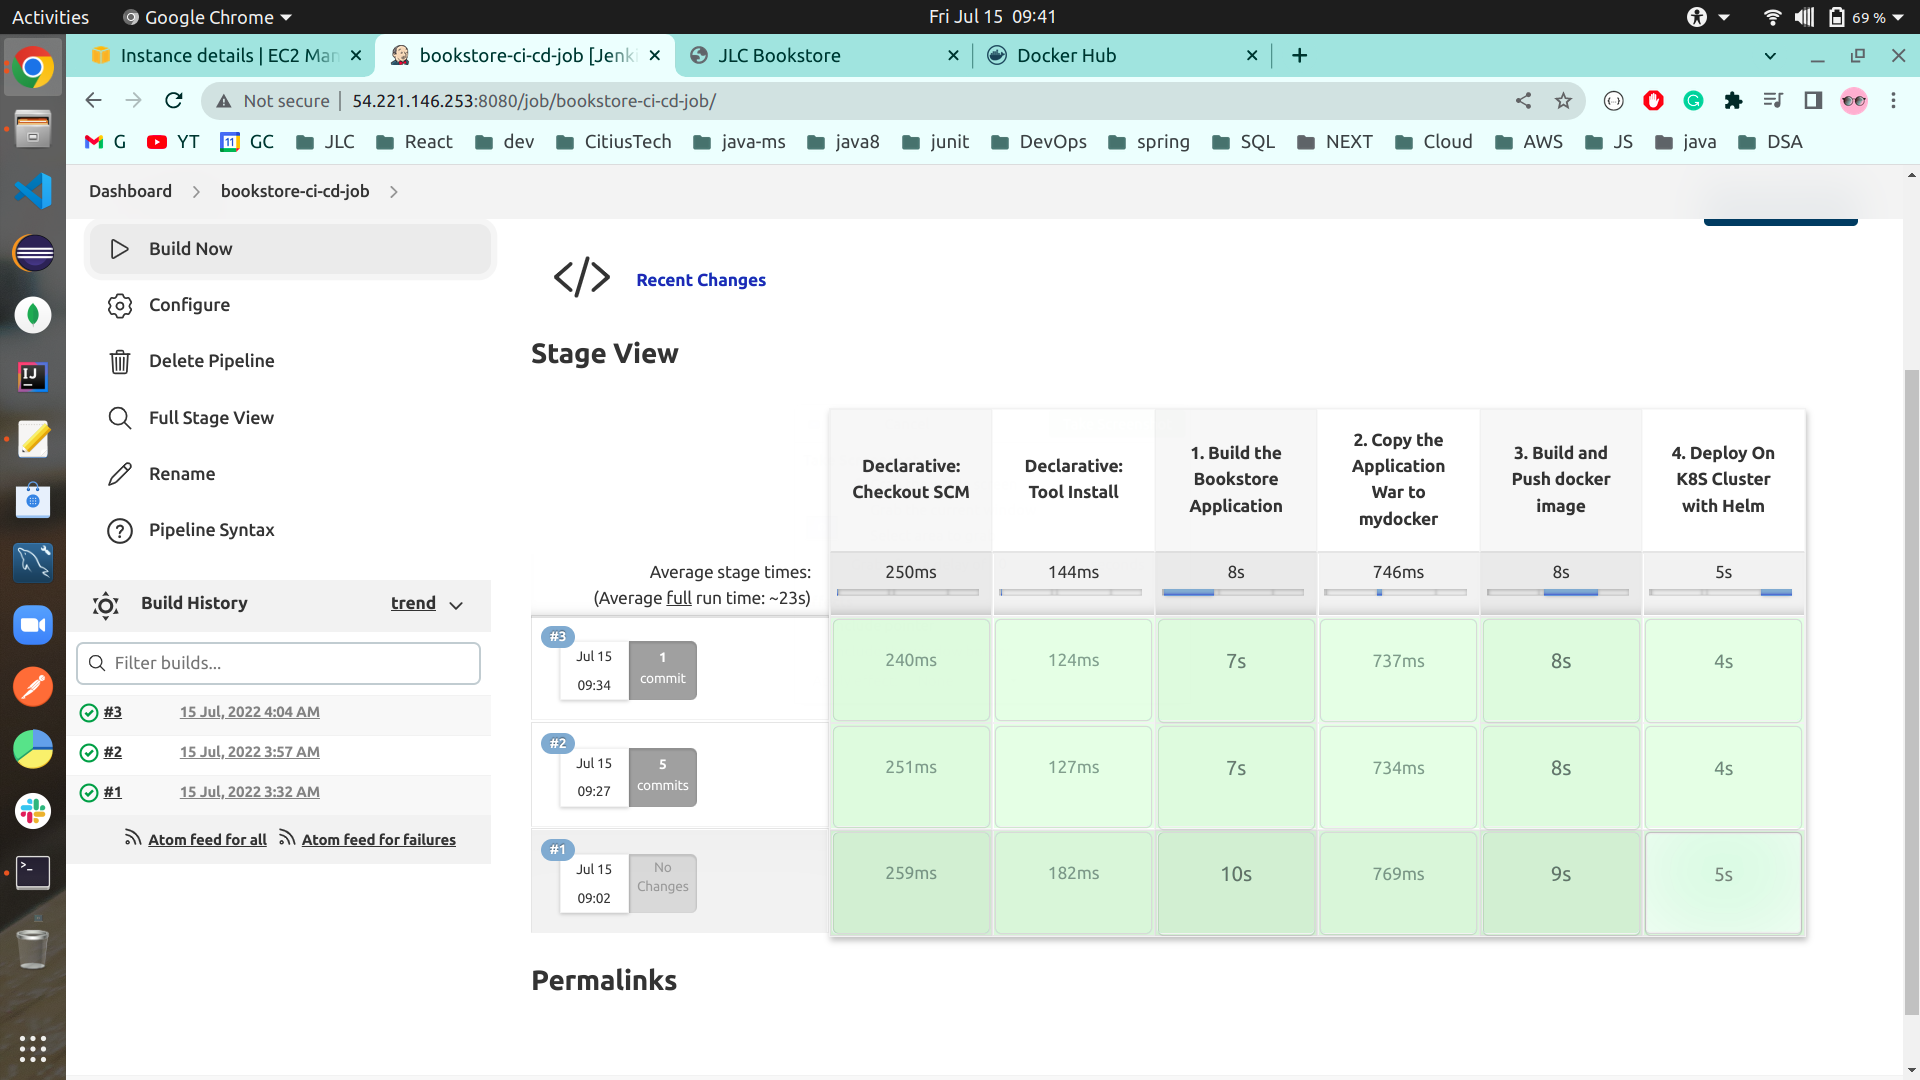 Activities
Google Chrome
Fri Jul 15 09:41
69 %
Instance details | EC2 Man
bookstore-ci-cd-job [Jenki
JLC Bookstore
Docker Hub
Not secure
54.221.146.253:8080/job/bookstore-ci-cd-job/
G
YT
11
GC
JLC
React
dev
CitiusTech
java-ms
java8
junit
DevOps
spring
SQL
NEXT
Cloud
AWS
JS
java
DSA
Dashboard
bookstore-ci-cd-job
Build Now
Configure
Delete Pipeline
Full Stage View
Rename
Pipeline Syntax
Build History
trend
Filter builds...
#3 15 Jul, 2022 4:04 AM
#2 15 Jul, 2022 3:57 AM
#1 15 Jul, 2022 3:32 AM
Atom feed for all
Atom feed for failures
</> Recent Changes
Stage View
Declarative:
Checkout SCM
Declarative:
Tool Install
1. Build the
Bookstore
Application
2. Copy the
Application
War to
mydocker
3. Build and
Push docker
image
4. Deploy On
K8S Cluster
with Helm
Average stage times:
(Average full run time: ~23s)
250ms
144ms
8s
746ms
8s
5s
#3
Jul 15
09:34
1
commit
240ms
124ms
7s
737ms
8s
4s
#2
Jul 15
09:27
5
commits
251ms
127ms
7s
734ms
8s
4s
#1
Jul 15
09:02
No
Changes
259ms
182ms
10s
769ms
9s
5s
Permalinks
IJ